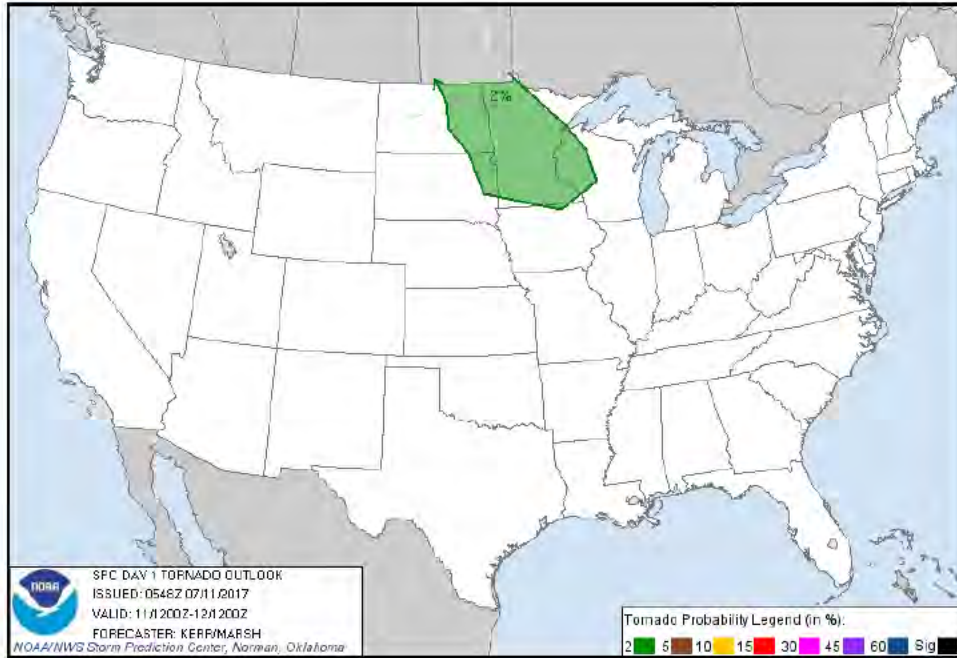 2%
SPC DAY 1 TORNADO OUTLOOK
ISSUED: 0548Z 07/11/2017
VALID: 11/1200Z-12/1200Z
FORECASTER: KERR/MARSH
NOAA/NWS Storm Prediction Center, Norman, Oklahoma
NOAA
Tornado Probability Legend (in %):
2 5 10 15 30 45 60 Sig